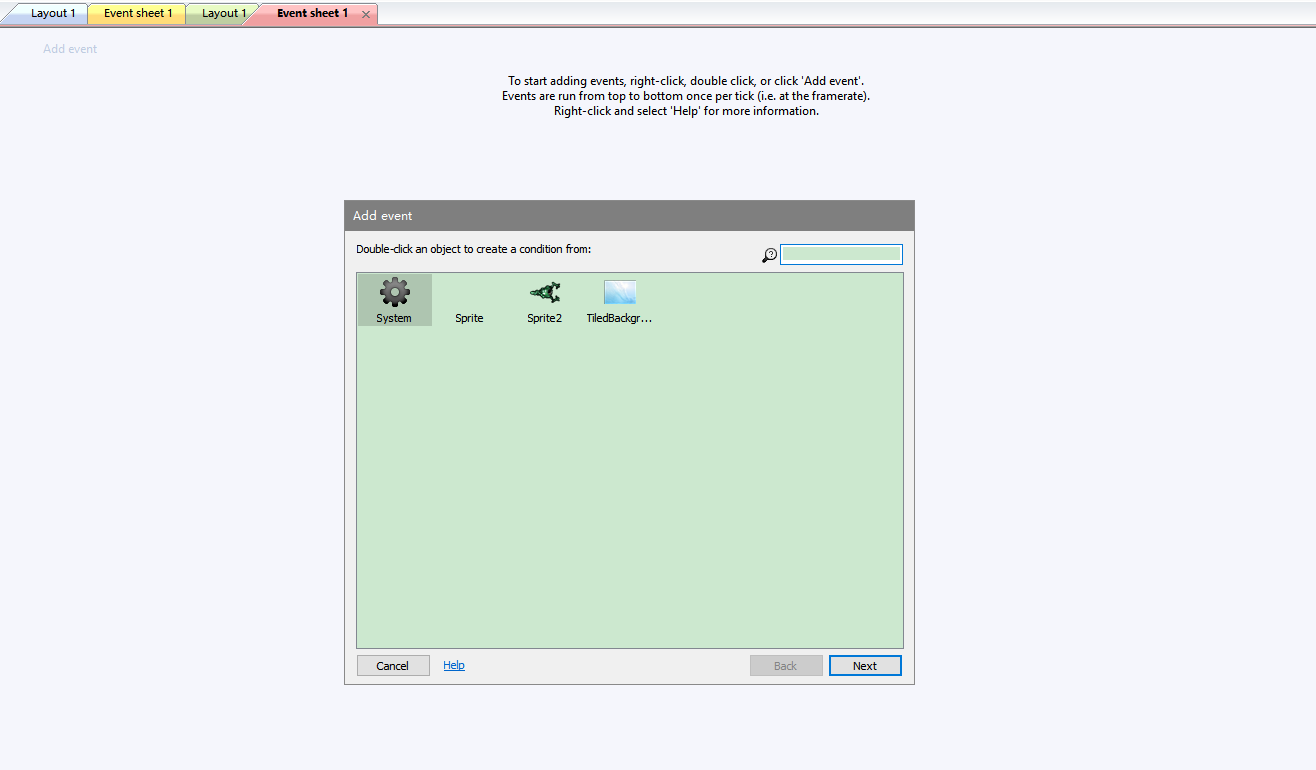 Layout 1
Event sheet 1
Layout 1
Event sheet 1
Add event
To start adding events, right-click, double click, or click 'Add event'.
Events are run from top to bottom once per tick (i.e. at the framerate).
Right-click and select 'Help' for more information.
Add event
Double-click an object to create a condition from:
System
Sprite
Sprite2
TiledBackgr...
Cancel
Help
Back
Next